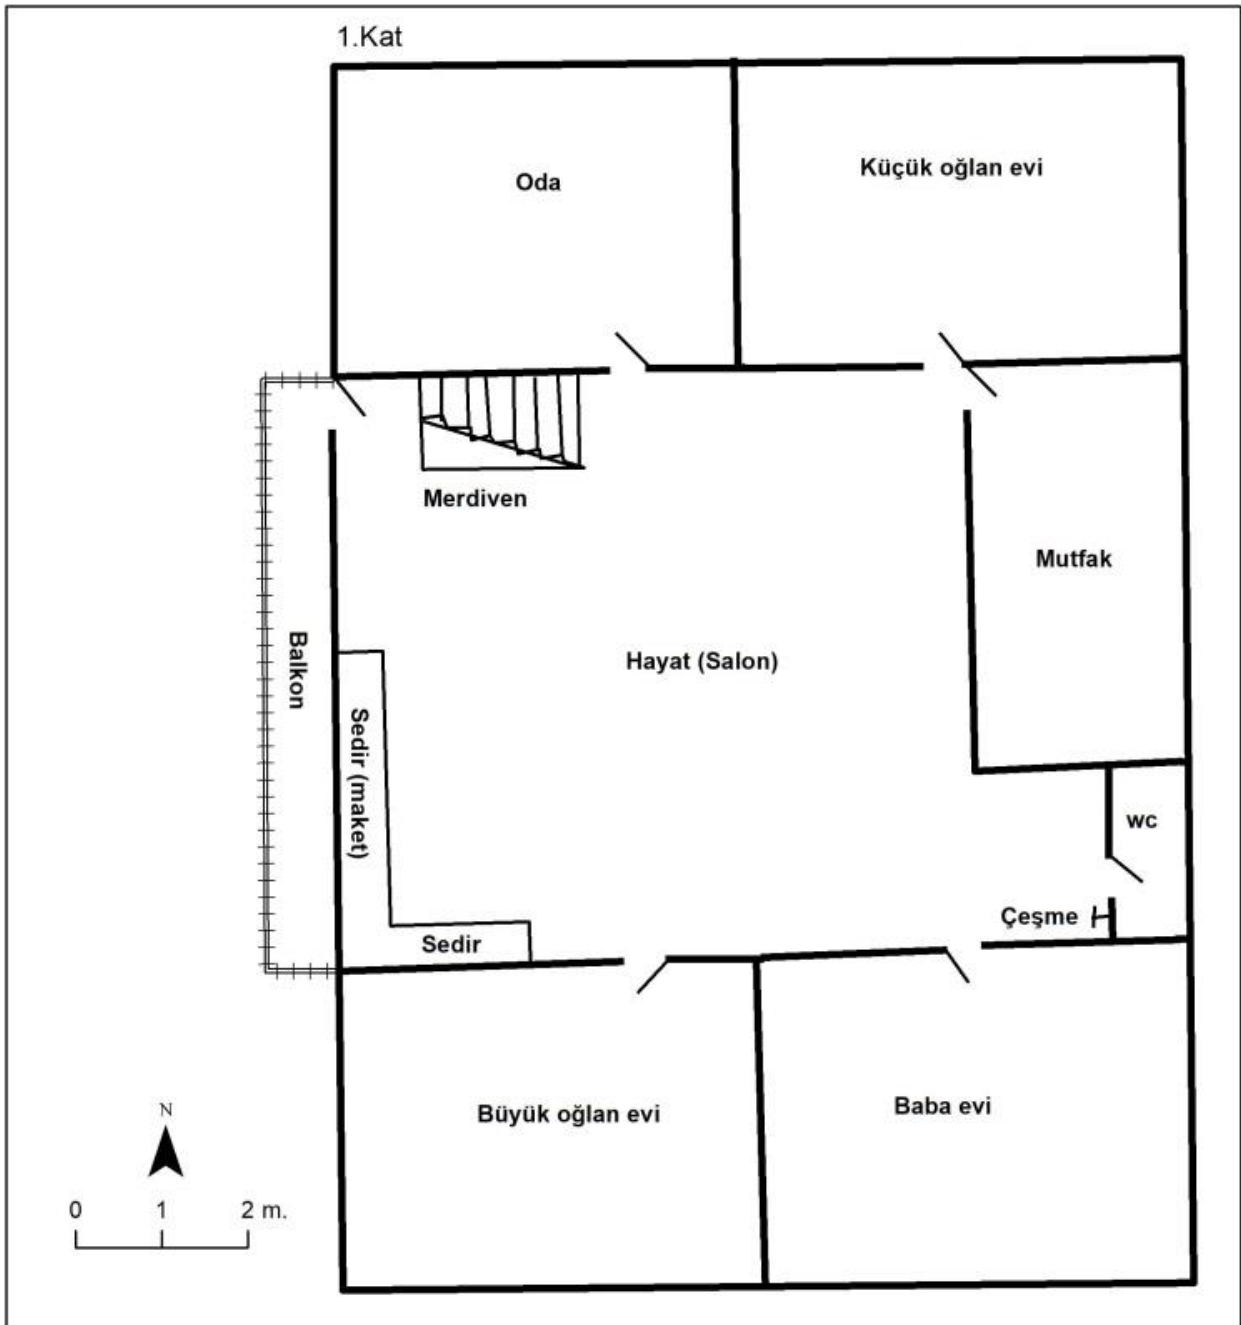 1.Kat
Oda
Küçük oğlan evi
Merdiven
Mutfak
Hayat (Salon)
Balkon
Sedir (maket)
wc
Çeşme
Sedir
Büyük oğlan evi
Baba evi
N
0 1 2 m.